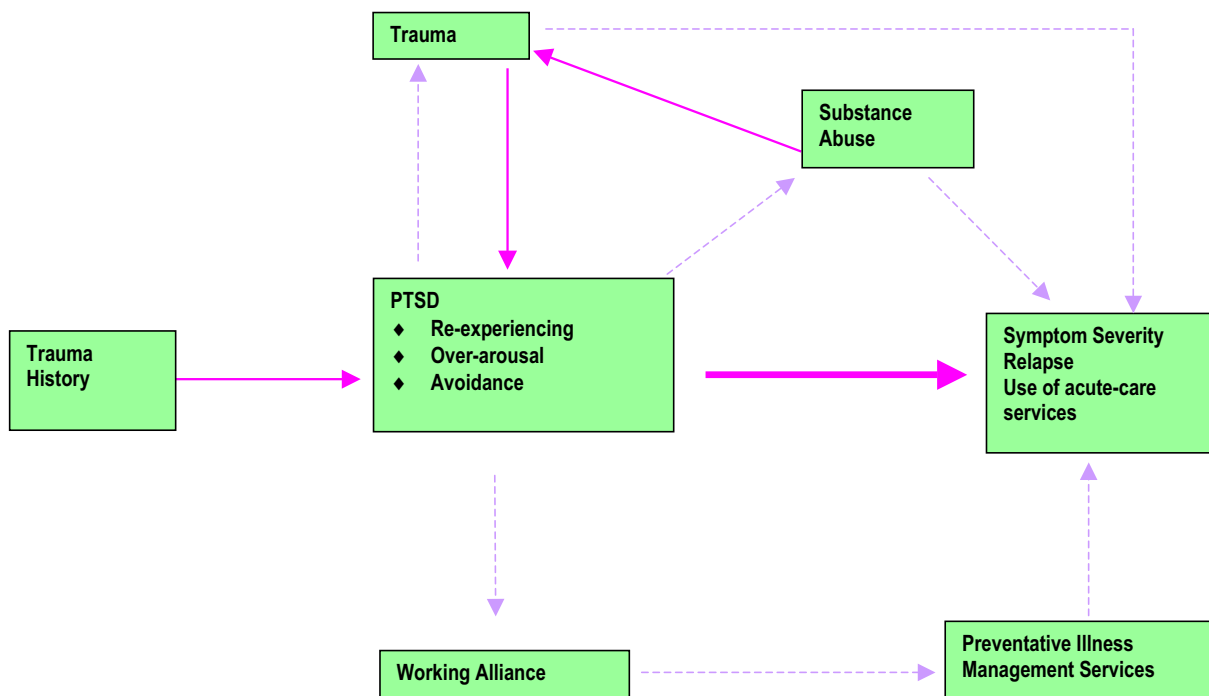 Trauma
Substance
Abuse
PTSD
♦ Re-experiencing
♦ Over-arousal
♦ Avoidance
Trauma
History
Symptom Severity
Relapse
Use of acute-care
services
Working Alliance
Preventative Illness
Management Services